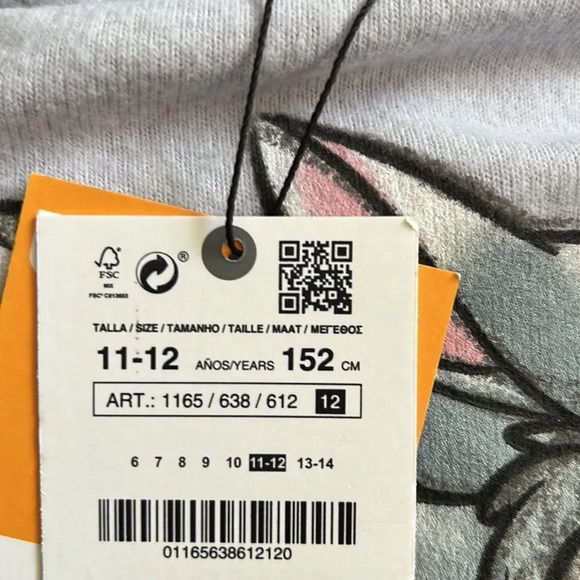 FSC
MIX
FSC® C013603
®
TALLA / SIZE / TAMANHO / TAILLE / MAAT / ΜΕΓΕΘΟΣ
11-12 AÑOS/YEARS 152 CM
ART.: 1165 / 638 / 612 12
6 7 8 9 10 11-12 13-14
01165638612120